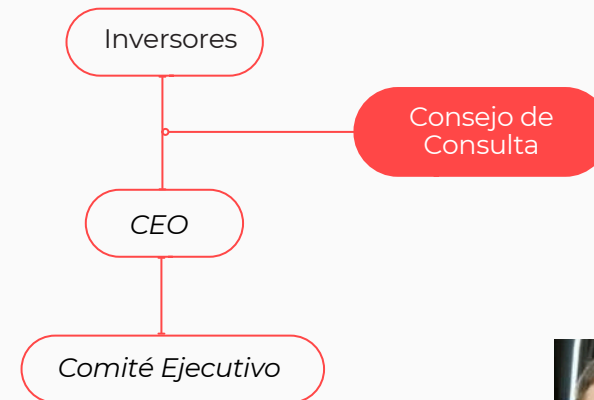 Inversores
Consejo de
Consulta
CEO
Comité Ejecutivo